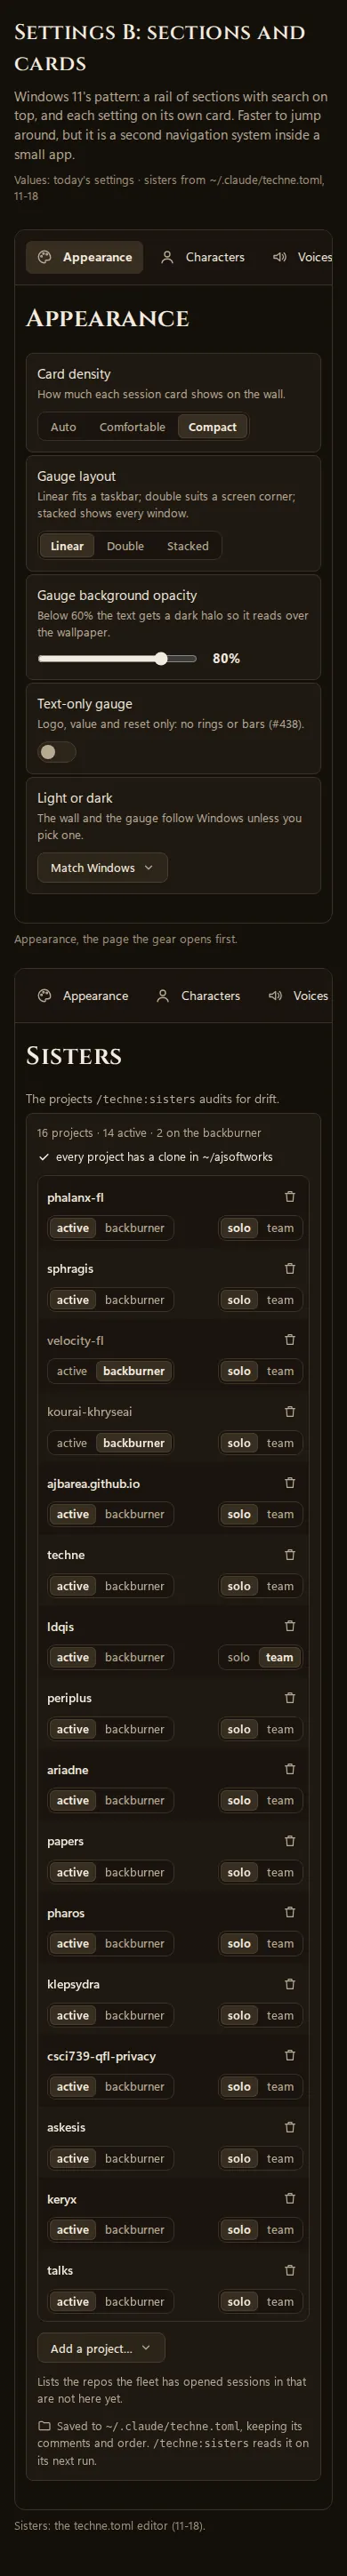 Settings B: sections and
cards
Windows 11's pattern: a rail of sections with search on
top, and each setting on its own card. Faster to jump
around, but it is a second navigation system inside a
small app.
Values: today's settings · sisters from ~/.claude/techne.toml,
11-18
Appearance Characters Voices
Appearance
Card density
How much each session card shows on the wall.
Auto Comfortable Compact
Gauge layout
Linear fits a taskbar; double suits a screen corner;
stacked shows every window.
Linear Double Stacked
Gauge background opacity
Below 60% the text gets a dark halo so it reads over
the wallpaper.
80%
Text-only gauge
Logo, value and reset only: no rings or bars (#438).
Light or dark
The wall and the gauge follow Windows unless you
pick one.
Match Windows
Appearance, the page the gear opens first.
Appearance Characters Voices
Sisters
The projects /techne:sisters audits for drift.
16 projects · 14 active · 2 on the backburner
every project has a clone in ~/ajsoftworks
phalanx-fl
active backburner solo team
sphragis
active backburner solo team
velocity-fl
active backburner solo team
kourai-khryseai
active backburner solo team
ajbarea.github.io
active backburner solo team
techne
active backburner solo team
ldqis
active backburner solo team
periplus
active backburner solo team
ariadne
active backburner solo team
papers
active backburner solo team
pharos
active backburner solo team
klepsydra
active backburner solo team
csci739-qfl-privacy
active backburner solo team
askesis
active backburner solo team
keryx
active backburner solo team
talks
active backburner solo team
Add a project...
Lists the repos the fleet has opened sessions in that
are not here yet.
Saved to ~/.claude/techne.toml, keeping its
comments and order. /techne:sisters reads it on
its next run.
Sisters: the techne.toml editor (11-18).